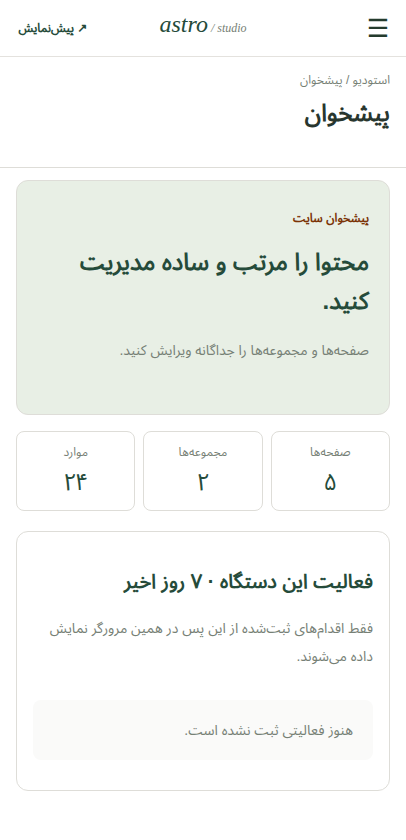 ☰
astro / studio
پیش‌نمایش ↗
استودیو / پیشخوان
پیشخوان
پیشخوان سایت
محتوا را مرتب و ساده مدیریت
کنید.
صفحه‌ها و مجموعه‌ها را جداگانه ویرایش کنید.
صفحه‌ها
۵
مجموعه‌ها
۲
موارد
۲۴
فعالیت این دستگاه · ۷ روز اخیر
فقط اقدام‌های ثبت‌شده از این پس در همین مرورگر نمایش
داده می‌شوند.
هنوز فعالیتی ثبت نشده است.